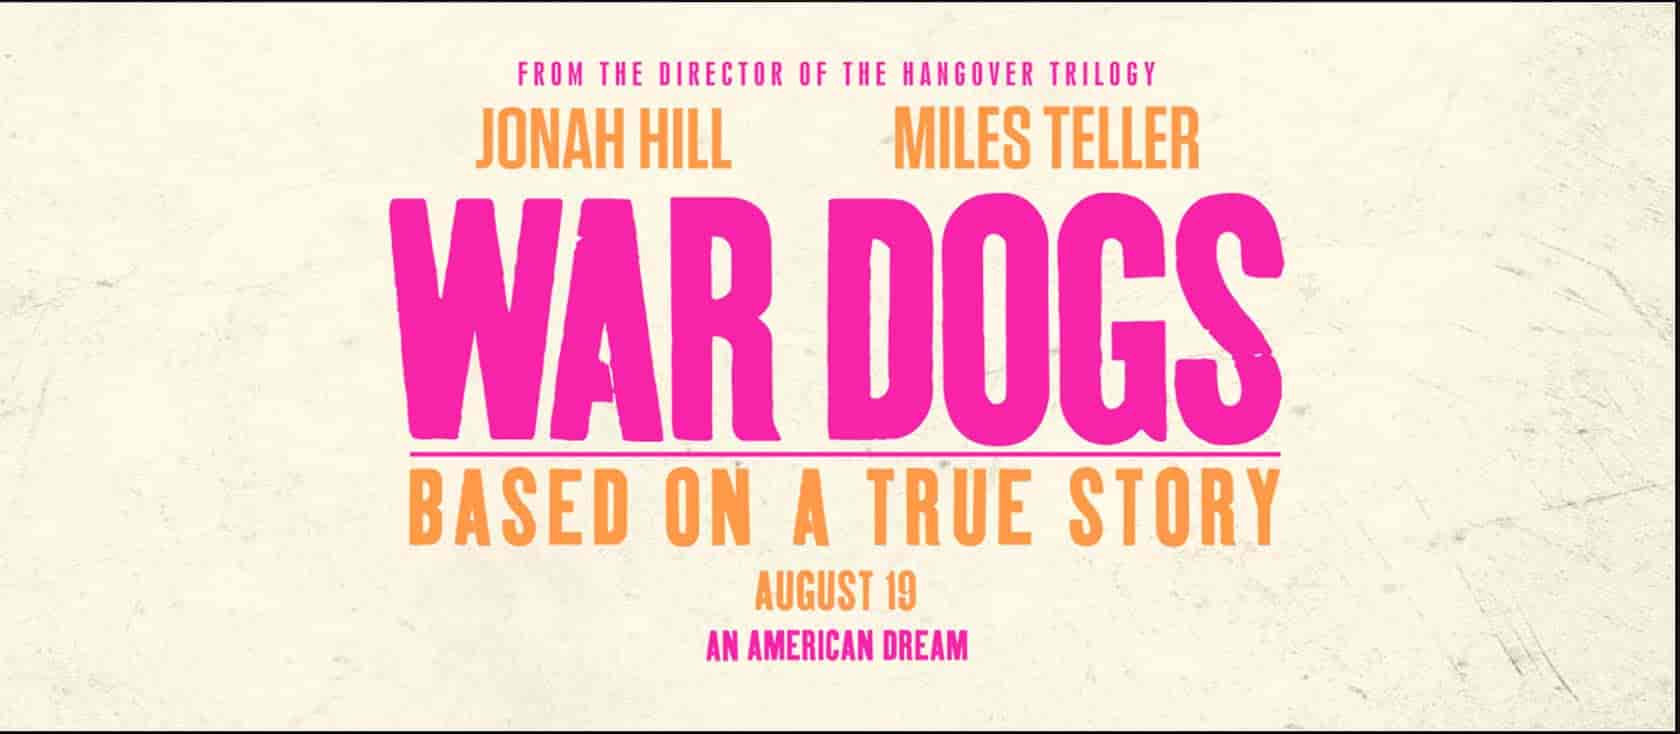 FROM THE DIRECTOR OF THE HANGOVER TRILOGY
JONAH HILL MILES TELLER
WAR DOGS
BASED ON A TRUE STORY
AUGUST 19
AN AMERICAN DREAM